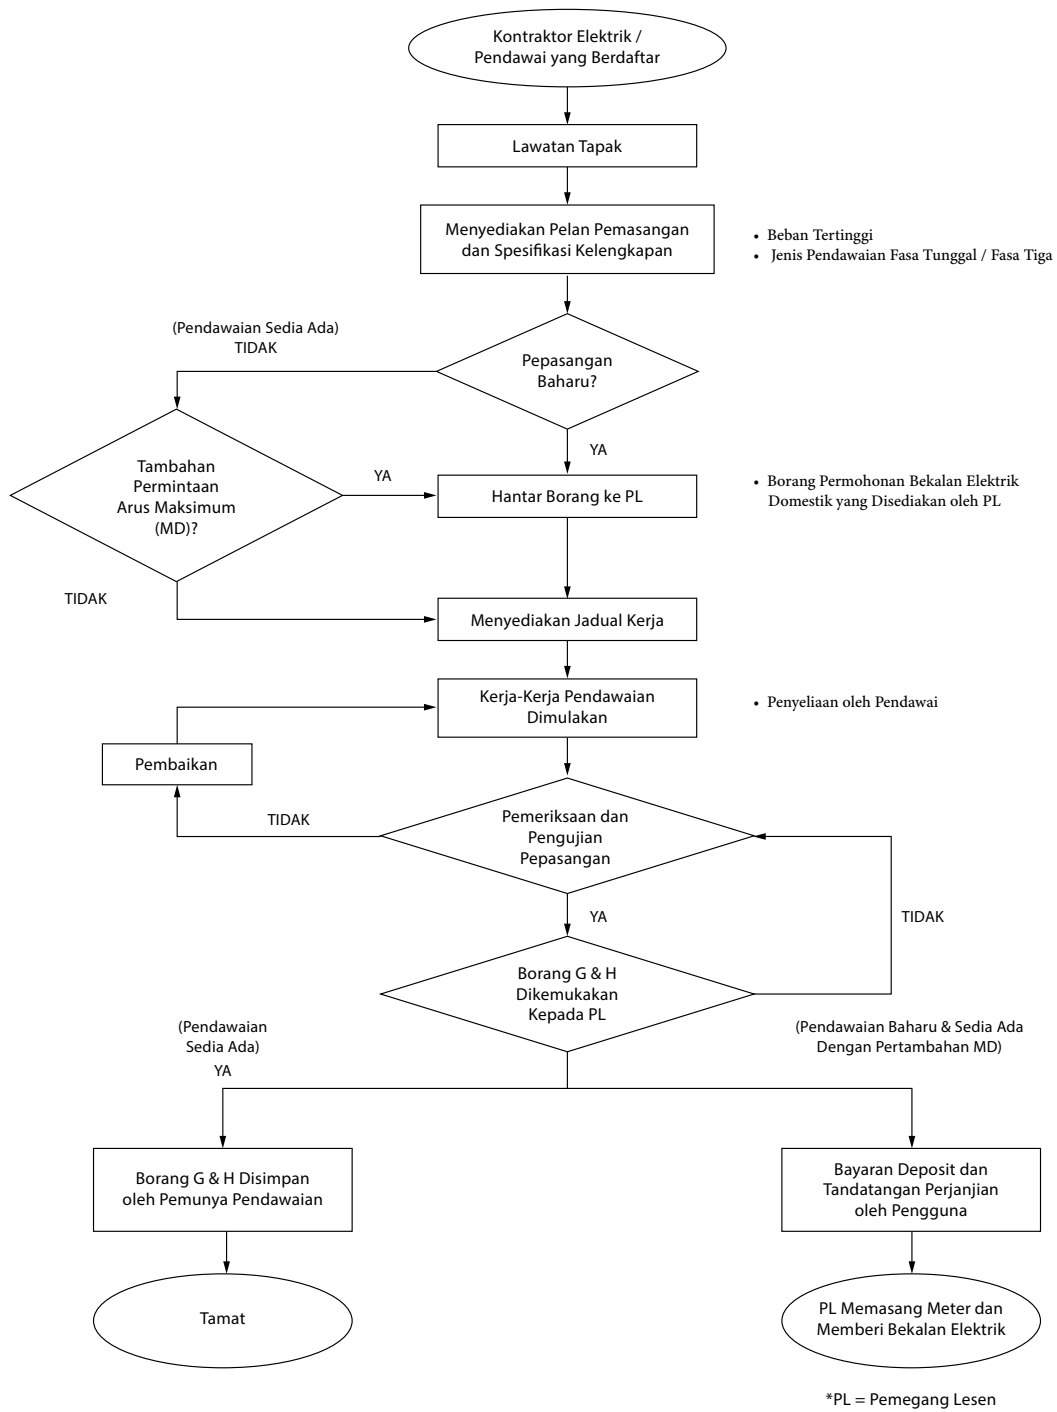 Kontraktor Elektrik /
Pendawai yang Berdaftar
Lawatan Tapak
Menyediakan Pelan Pemasangan
dan Spesifikasi Kelengkapan
• Beban Tertinggi
• Jenis Pendawaian Fasa Tunggal / Fasa Tiga
(Pendawaian Sedia Ada)
TIDAK
Pepasangan
Baharu?
YA
Tambahan
Permintaan
Arus Maksimum
(MD)?
YA
Hantar Borang ke PL
• Borang Permohonan Bekalan Elektrik
Domestik yang Disediakan oleh PL
TIDAK
Menyediakan Jadual Kerja
Kerja-Kerja Pendawaian
Dimulakan
• Penyeliaan oleh Pendawai
Pembaikan
TIDAK
Pemeriksaan dan
Pengujian
Pepasangan
YA
TIDAK
Borang G & H
Dikemukakan
Kepada PL
(Pendawaian
Sedia Ada)
YA
(Pendawaian Baharu & Sedia Ada
Dengan Pertambahan MD)
Borang G & H Disimpan
oleh Pemunya Pendawaian
Bayaran Deposit dan
Tandatangan Perjanjian
oleh Pengguna
Tamat
PL Memasang Meter dan
Memberi Bekalan Elektrik
*PL = Pemegang Lesen